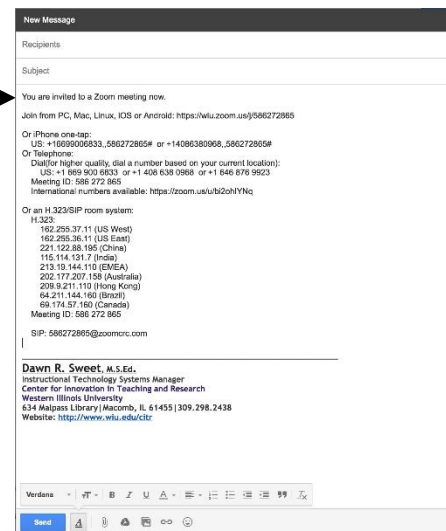 New Message
Recipients
Subject
You are invited to a Zoom meeting now.
Join from PC, Mac, Linux, iOS or Android: https://wiu.zoom.us/j/586272865
Or iPhone one-tap:
US: +16699006833,,586272865# or +14086380968,,586272865#
Or Telephone:
Dial(for higher quality, dial a number based on your current location):
US: +1 669 900 6833 or +1 408 638 0968 or +1 646 876 9923
Meeting ID: 586 272 865
International numbers available: https://zoom.us/u/bi2ohIYNq
Or an H.323/SIP room system:
H.323:
162.255.37.11 (US West)
162.255.36.11 (US East)
221.122.88.195 (China)
115.114.131.7 (India)
213.19.144.110 (EMEA)
202.177.207.158 (Australia)
209.9.211.110 (Hong Kong)
64.211.144.160 (Brazil)
69.174.57.160 (Canada)
Meeting ID: 586 272 865
SIP: 586272865@zoomcrc.com
Dawn R. Sweet, M.S.Ed.
Instructional Technology Systems Manager
Center for Innovation in Teaching and Research
Western Illinois University
634 Malpass Library|Macomb, IL 61455|309.298.2438
Website: http://www.wiu.edu/citr
Verdana
Send